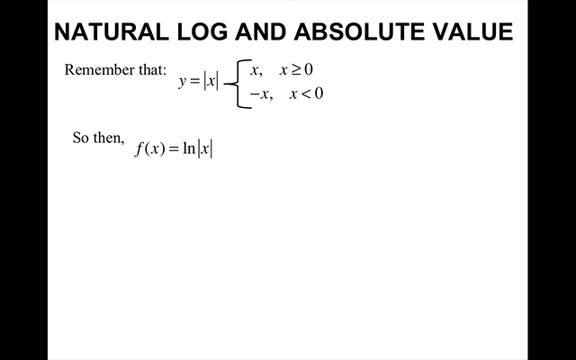 NATURAL LOG AND ABSOLUTE VALUE
Remember that: y = |x| { x, x ≥ 0
−x, x < 0
So then, f(x) = ln|x|